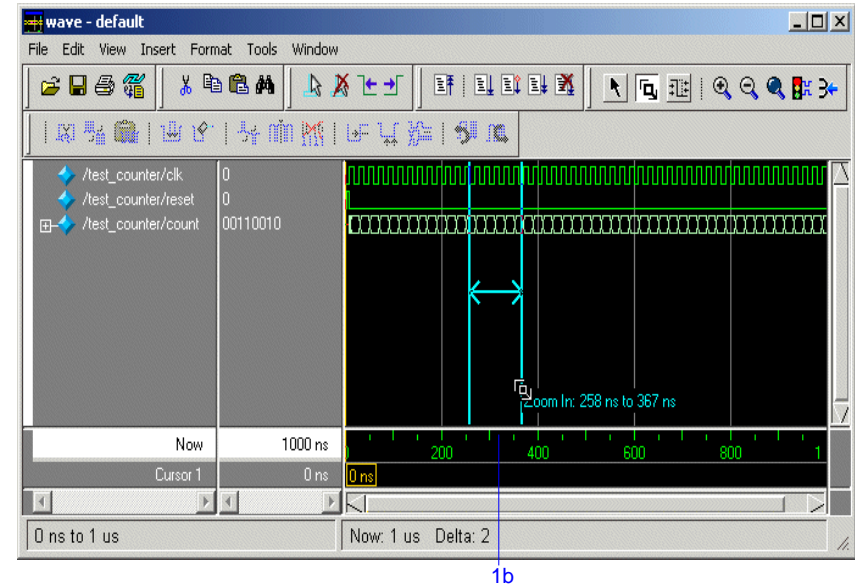 wave - default
File Edit View Insert Format Tools Window
/test_counter/clk 0
/test_counter/reset 0
/test_counter/count 00110010
Zoom In: 258 ns to 367 ns
Now 1000 ns
200 400 600 800 1
Cursor 1 0 ns 0 ns
0 ns to 1 us Now: 1 us Delta: 2
1b